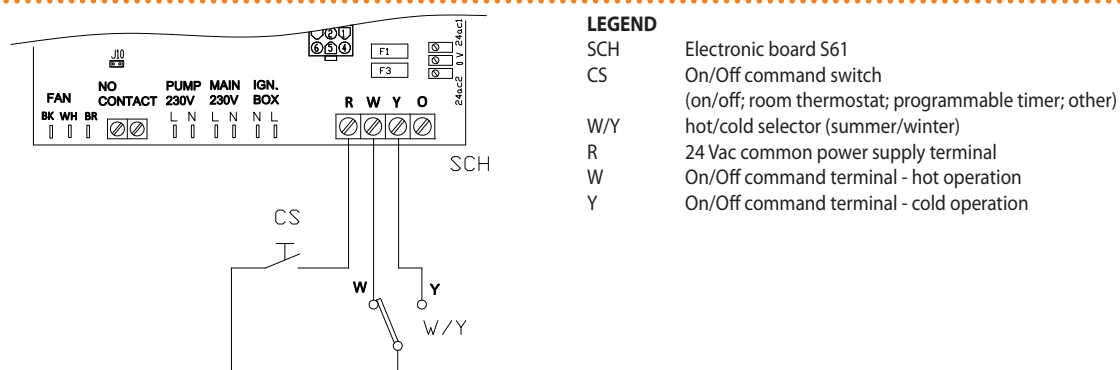 J10
321
654
F1
F3
24ac2 0 V 24ac1
FAN
NO
CONTACT
PUMP
230V
MAIN
230V
IGN.
BOX
BK WH BR
L N L N N L
R W Y O
SCH
CS
W Y
W/Y
LEGEND
SCH Electronic board S61
CS On/Off command switch
(on/off; room thermostat; programmable timer; other)
W/Y hot/cold selector (summer/winter)
R 24 Vac common power supply terminal
W On/Off command terminal - hot operation
Y On/Off command terminal - cold operation